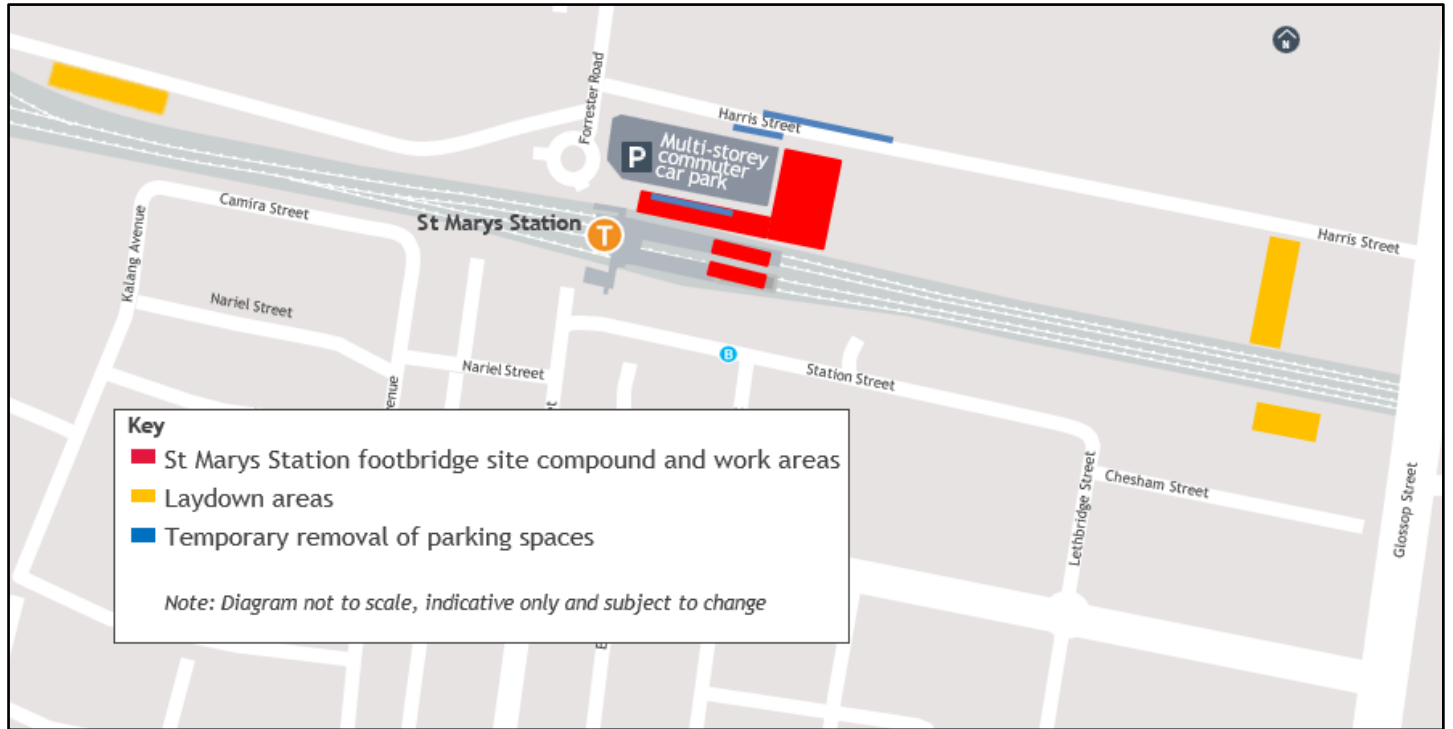 N
Forrester Road
Harris Street
P
Multi-storey
commuter
car park
Camira Street
St Marys Station
T
Harris Street
Kalang Avenue
Nariel Street
B
Nariel Street
Station Street
Chesham Street
Lethbridge Street
Glossop Street
Key
St Marys Station footbridge site compound and work areas
Laydown areas
Temporary removal of parking spaces
Note: Diagram not to scale, indicative only and subject to change